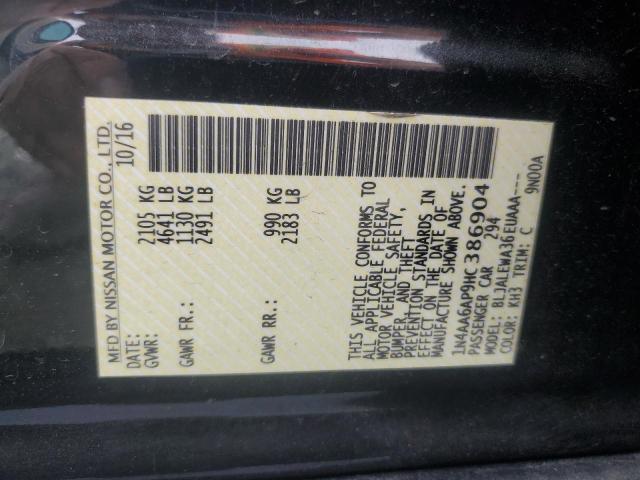 MFD BY NISSAN MOTOR CO., LTD.
DATE: 10/16
GVWR: 2105 KG
4641 LB
GAWR FR.: 1130 KG
2491 LB
GAWR RR.: 990 KG
2183 LB
THIS VEHICLE CONFORMS TO
ALL APPLICABLE FEDERAL
MOTOR VEHICLE SAFETY,
BUMPER, AND THEFT
PREVENTION STANDARDS IN
EFFECT ON THE DATE OF
MANUFACTURE SHOWN ABOVE.
1N4AA6AP9HC386904
PASSENGER CAR 294
MODEL: BLJALEWA36EUAAA---
COLOR: KH3 TRIM: C 9N00A